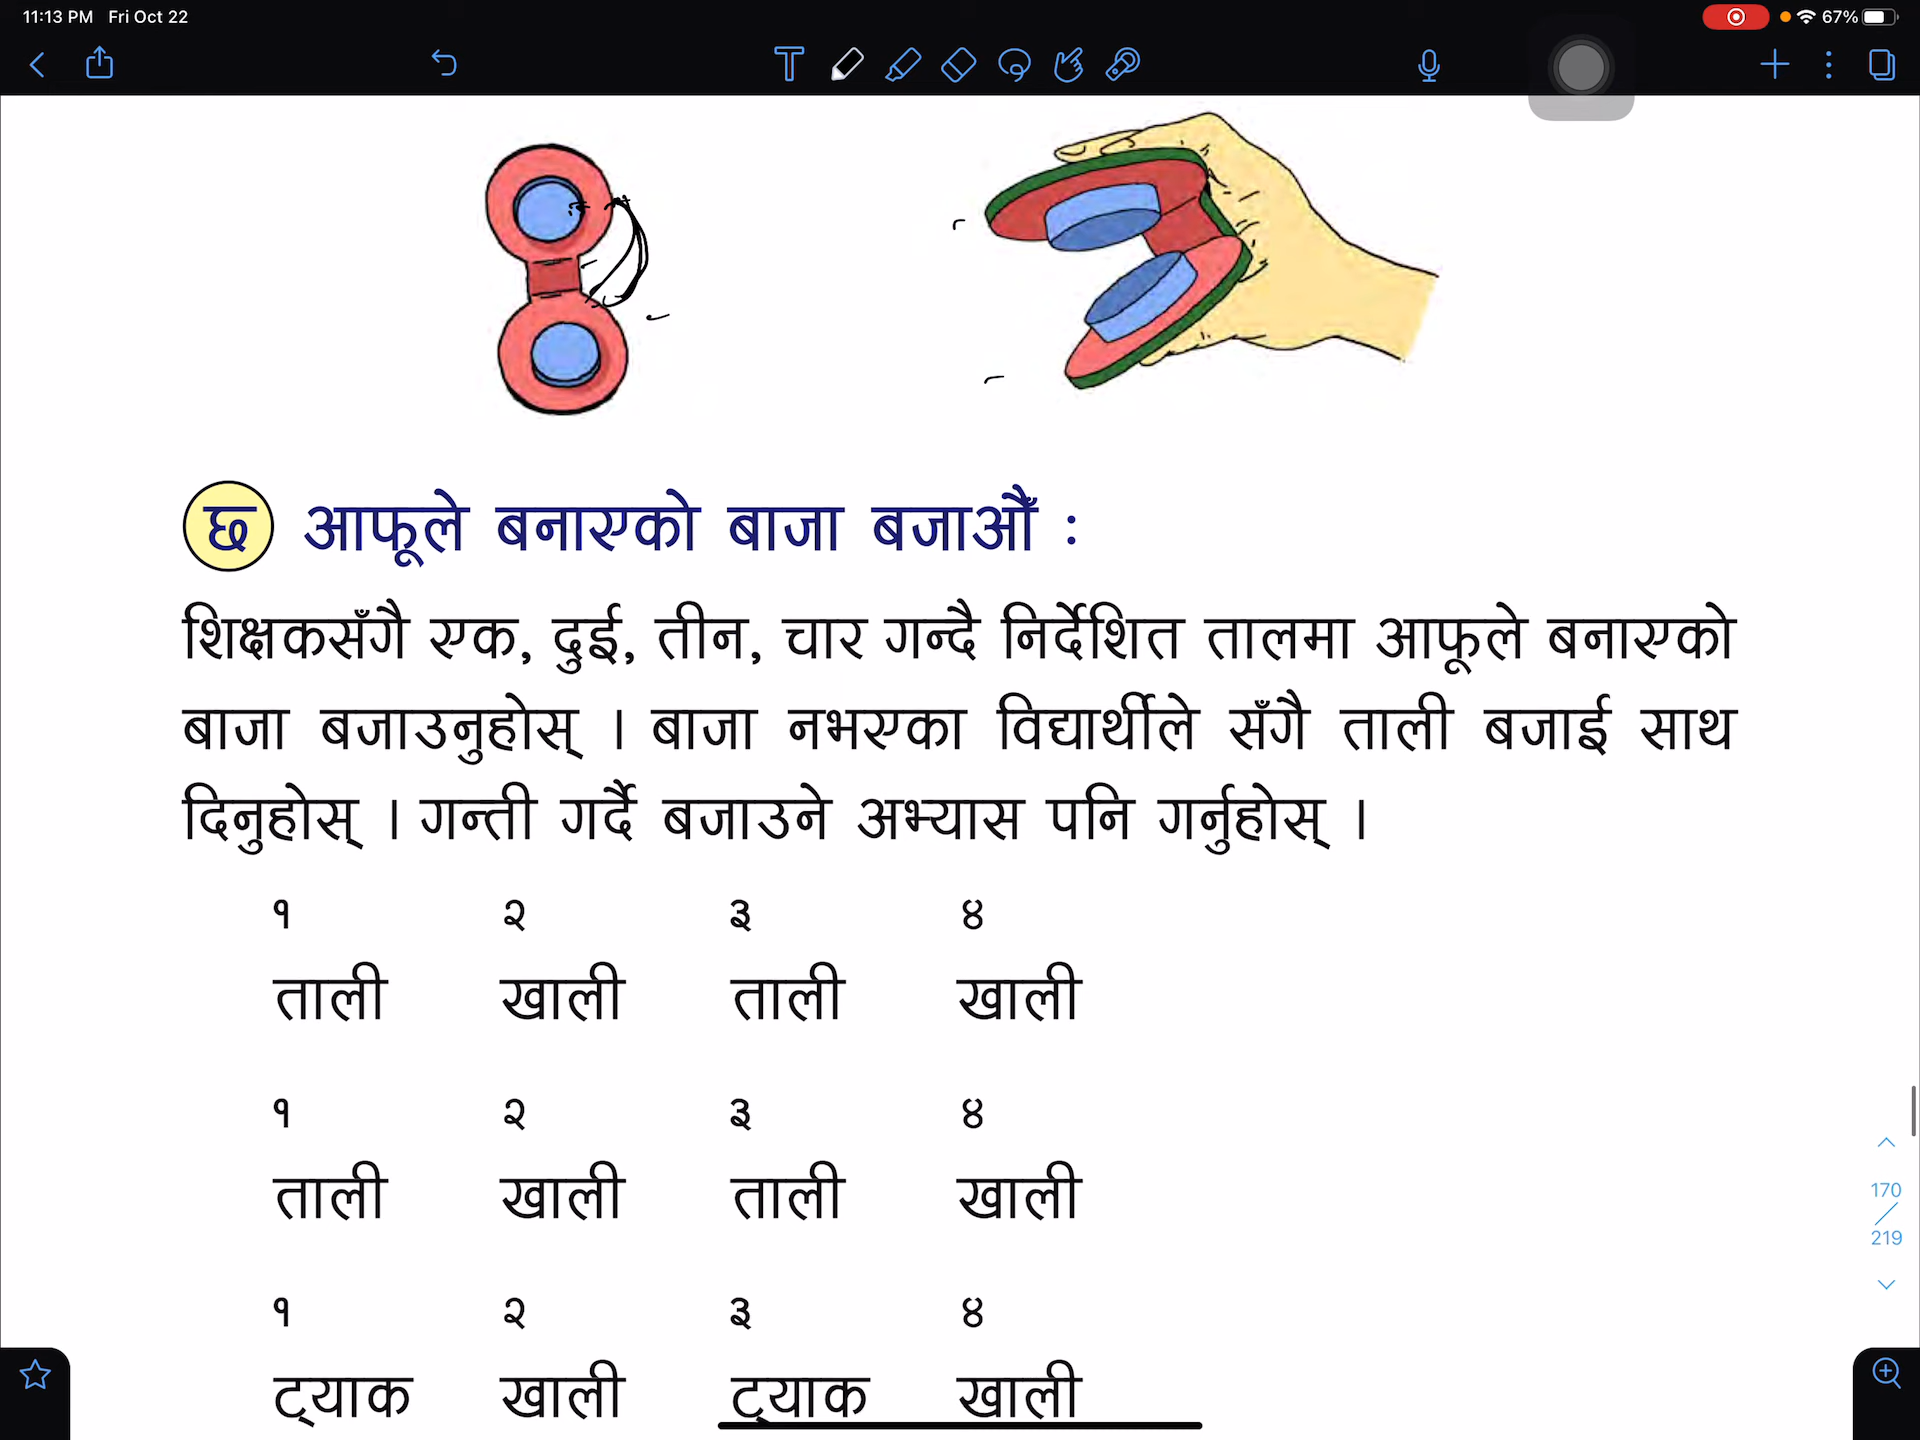 11:13 PM Fri Oct 22
67%
छ आफूले बनाएको बाजा बजाऔँ :
शिक्षकसँगै एक, दुई, तीन, चार गन्दै निर्देशित तालमा आफूले बनाएको
बाजा बजाउनुहोस् । बाजा नभएका विद्यार्थीले सँगै ताली बजाई साथ
दिनुहोस् । गन्ती गर्दै बजाउने अभ्यास पनि गर्नुहोस् ।
१ २ ३ ४
ताली खाली ताली खाली
१ २ ३ ४
ताली खाली ताली खाली
170
219
१ २ ३ ४
ट्याक खाली ट्याक खाली